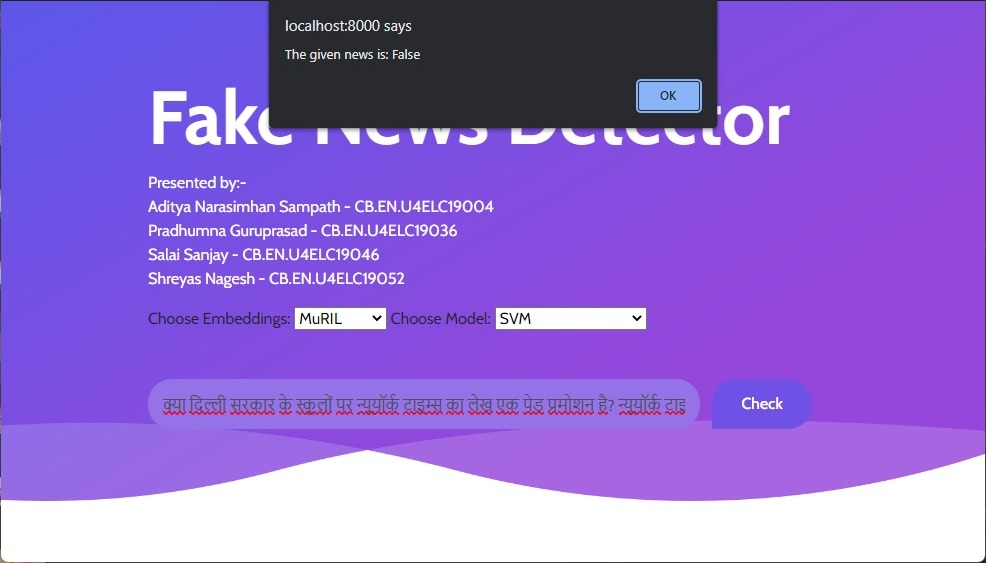 localhost:8000 says
The given news is: False
OK
Fake News Detector
Presented by:-
Aditya Narasimhan Sampath - CB.EN.U4ELC19004
Pradhumna Guruprasad - CB.EN.U4ELC19036
Salai Sanjay - CB.EN.U4ELC19046
Shreyas Nagesh - CB.EN.U4ELC19052
Choose Embeddings: MuRIL Choose Model: SVM
क्या दिल्ली सरकार के स्कूलों पर न्यूयॉर्क टाइम्स का लेख एक पेड प्रमोशन है? न्यूयॉर्क टाइ
Check